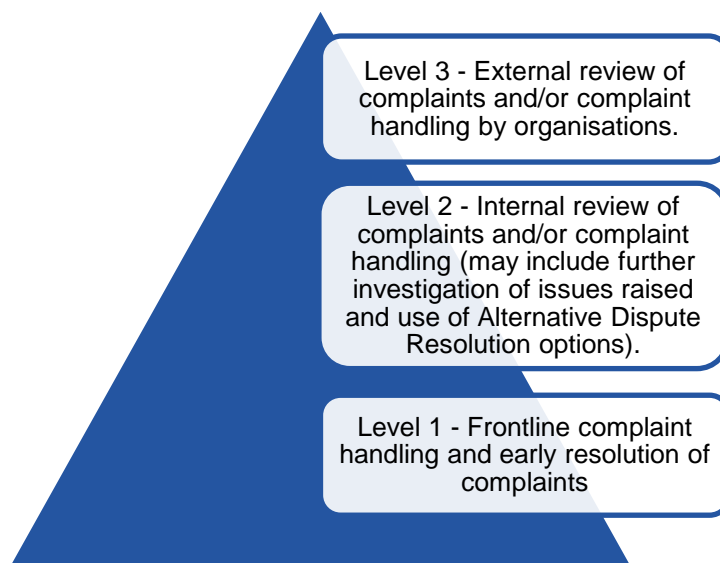 Level 3 - External review of
complaints and/or complaint
handling by organisations.
Level 2 - Internal review of
complaints and/or complaint
handling (may include further
investigation of issues raised
and use of Alternative Dispute
Resolution options).
Level 1 - Frontline complaint
handling and early resolution of
complaints